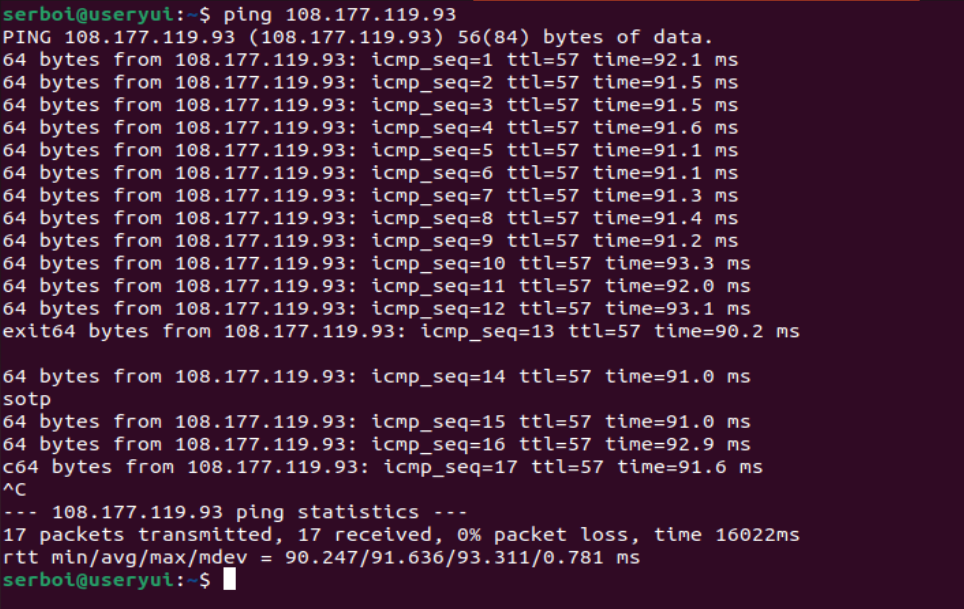 serboi@useryui:~$ ping 108.177.119.93
PING 108.177.119.93 (108.177.119.93) 56(84) bytes of data.
64 bytes from 108.177.119.93: icmp_seq=1 ttl=57 time=92.1 ms
64 bytes from 108.177.119.93: icmp_seq=2 ttl=57 time=91.5 ms
64 bytes from 108.177.119.93: icmp_seq=3 ttl=57 time=91.5 ms
64 bytes from 108.177.119.93: icmp_seq=4 ttl=57 time=91.6 ms
64 bytes from 108.177.119.93: icmp_seq=5 ttl=57 time=91.1 ms
64 bytes from 108.177.119.93: icmp_seq=6 ttl=57 time=91.1 ms
64 bytes from 108.177.119.93: icmp_seq=7 ttl=57 time=91.3 ms
64 bytes from 108.177.119.93: icmp_seq=8 ttl=57 time=91.4 ms
64 bytes from 108.177.119.93: icmp_seq=9 ttl=57 time=91.2 ms
64 bytes from 108.177.119.93: icmp_seq=10 ttl=57 time=93.3 ms
64 bytes from 108.177.119.93: icmp_seq=11 ttl=57 time=92.0 ms
64 bytes from 108.177.119.93: icmp_seq=12 ttl=57 time=93.1 ms
exit64 bytes from 108.177.119.93: icmp_seq=13 ttl=57 time=90.2 ms

64 bytes from 108.177.119.93: icmp_seq=14 ttl=57 time=91.0 ms
sotp
64 bytes from 108.177.119.93: icmp_seq=15 ttl=57 time=91.0 ms
64 bytes from 108.177.119.93: icmp_seq=16 ttl=57 time=92.9 ms
c64 bytes from 108.177.119.93: icmp_seq=17 ttl=57 time=91.6 ms
^C
--- 108.177.119.93 ping statistics ---
17 packets transmitted, 17 received, 0% packet loss, time 16022ms
rtt min/avg/max/mdev = 90.247/91.636/93.311/0.781 ms
serboi@useryui:~$